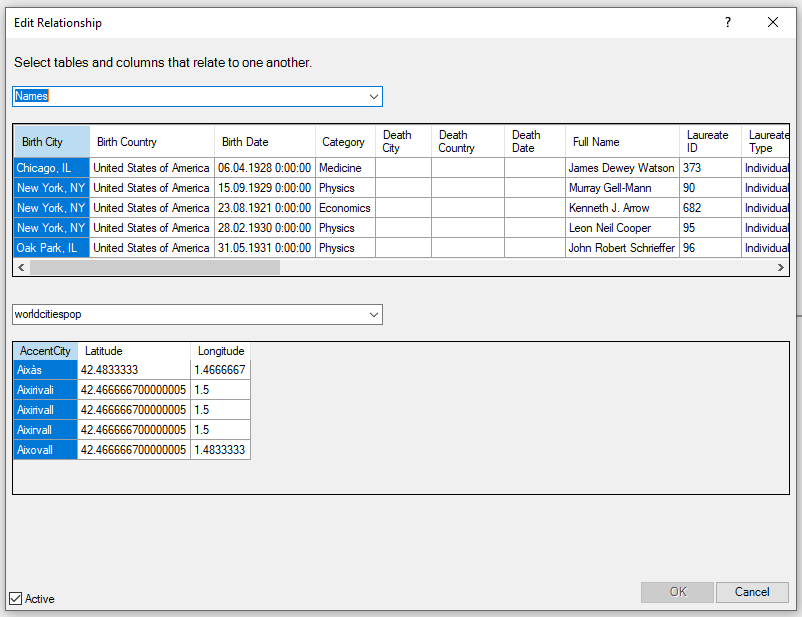 Edit Relationship ?
Select tables and columns that relate to one another.
Names
Birth City Birth Country Birth Date Category Death City Death Country Death Date Full Name Laureate ID Laureate Type
Chicago, IL United States of America 06.04.1928 0:00:00 Medicine James Dewey Watson 373 Individual
New York, NY United States of America 15.09.1929 0:00:00 Physics Murray Gell-Mann 90 Individual
New York, NY United States of America 23.08.1921 0:00:00 Economics Kenneth J. Arrow 682 Individual
New York, NY United States of America 28.02.1930 0:00:00 Physics Leon Neil Cooper 95 Individual
Oak Park, IL United States of America 31.05.1931 0:00:00 Physics John Robert Schrieffer 96 Individual
worldcitiespop
AccentCity Latitude Longitude
Aixàs 42.4833333 1.4666667
Aixirivali 42.466666700000005 1.5
Aixirivall 42.466666700000005 1.5
Aixirvall 42.466666700000005 1.5
Aixovall 42.466666700000005 1.4833333
Active OK Cancel